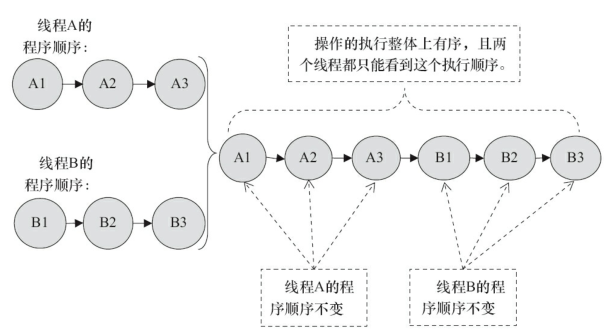 线程A的
程序顺序：
A1 A2 A3
线程B的
程序顺序：
B1 B2 B3
操作的执行整体上有序，且两
个线程都只能看到这个执行顺序。
A1 A2 A3 B1 B2 B3
线程A的程
序顺序不变
线程B的程
序顺序不变